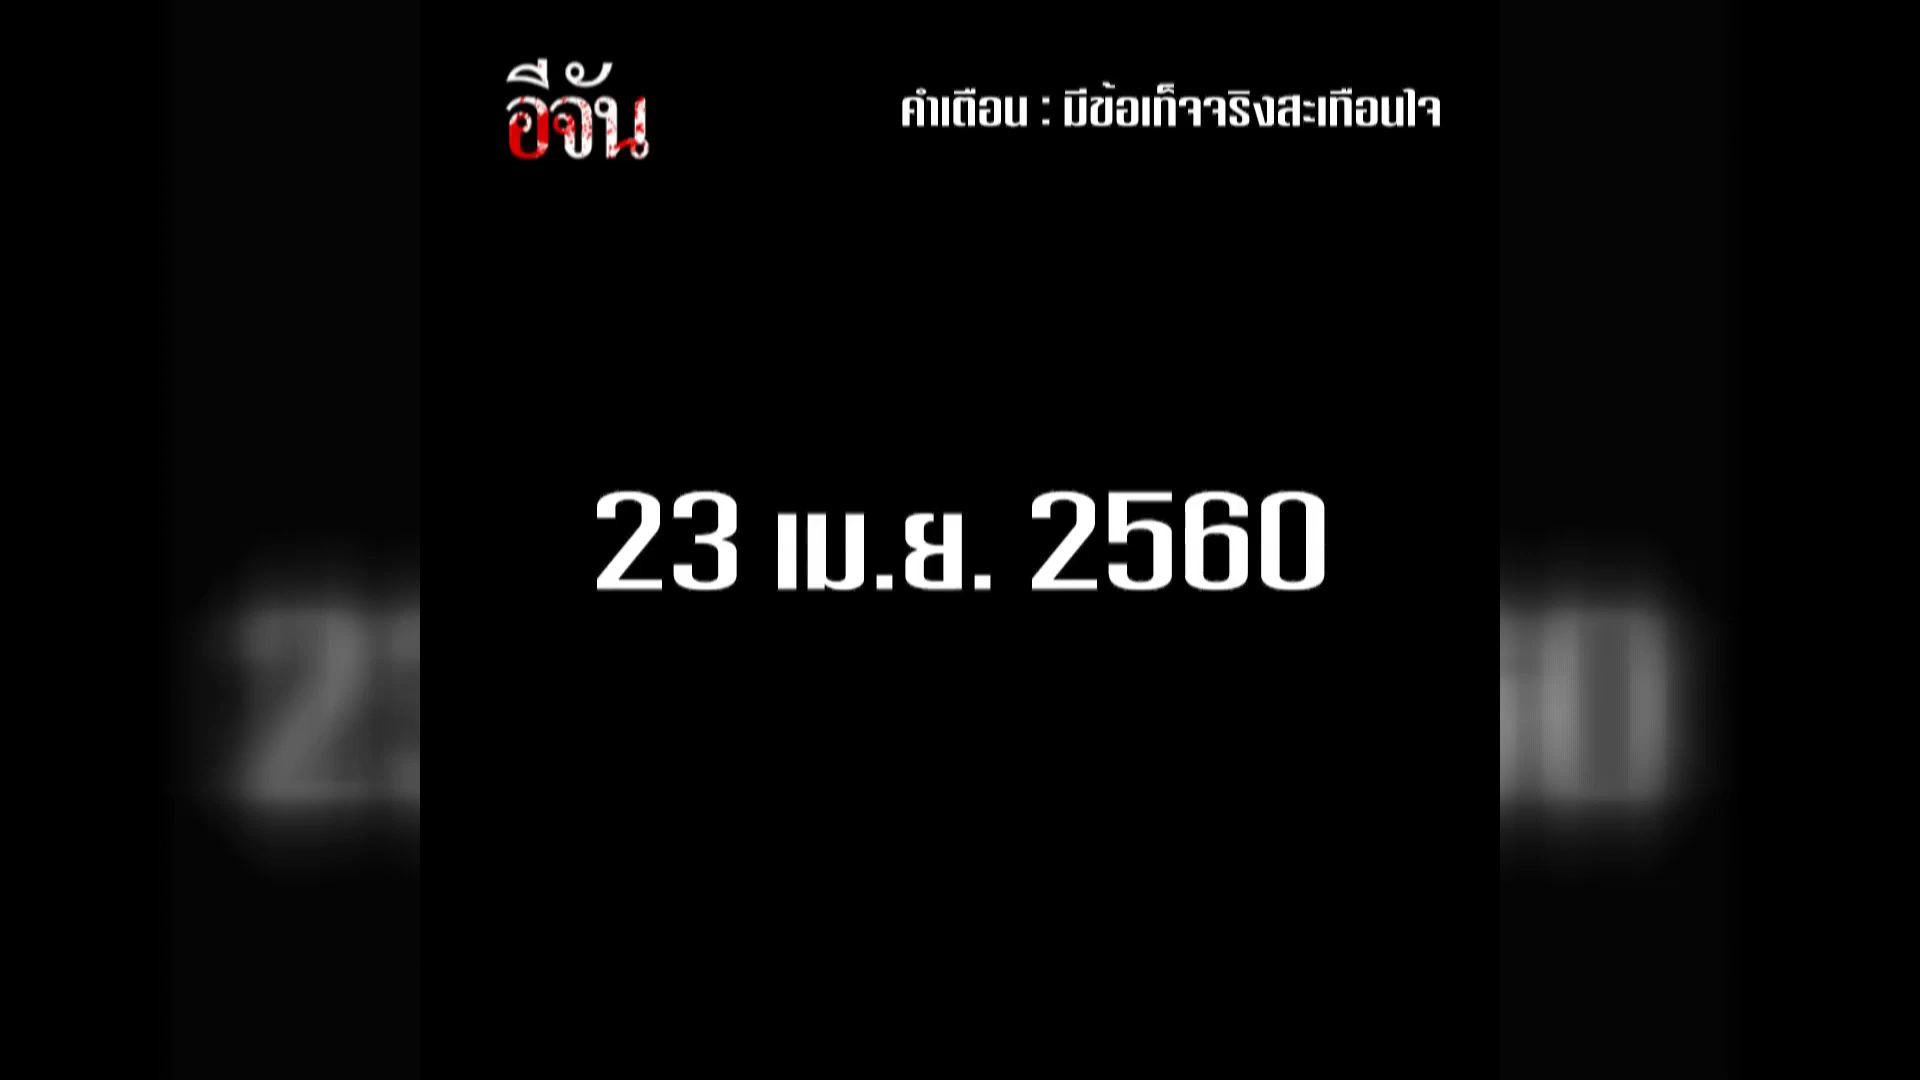 อีจัน
คำเตือน : มีข้อเท็จจริงสะเทือนใจ
23 เม.ย. 2560